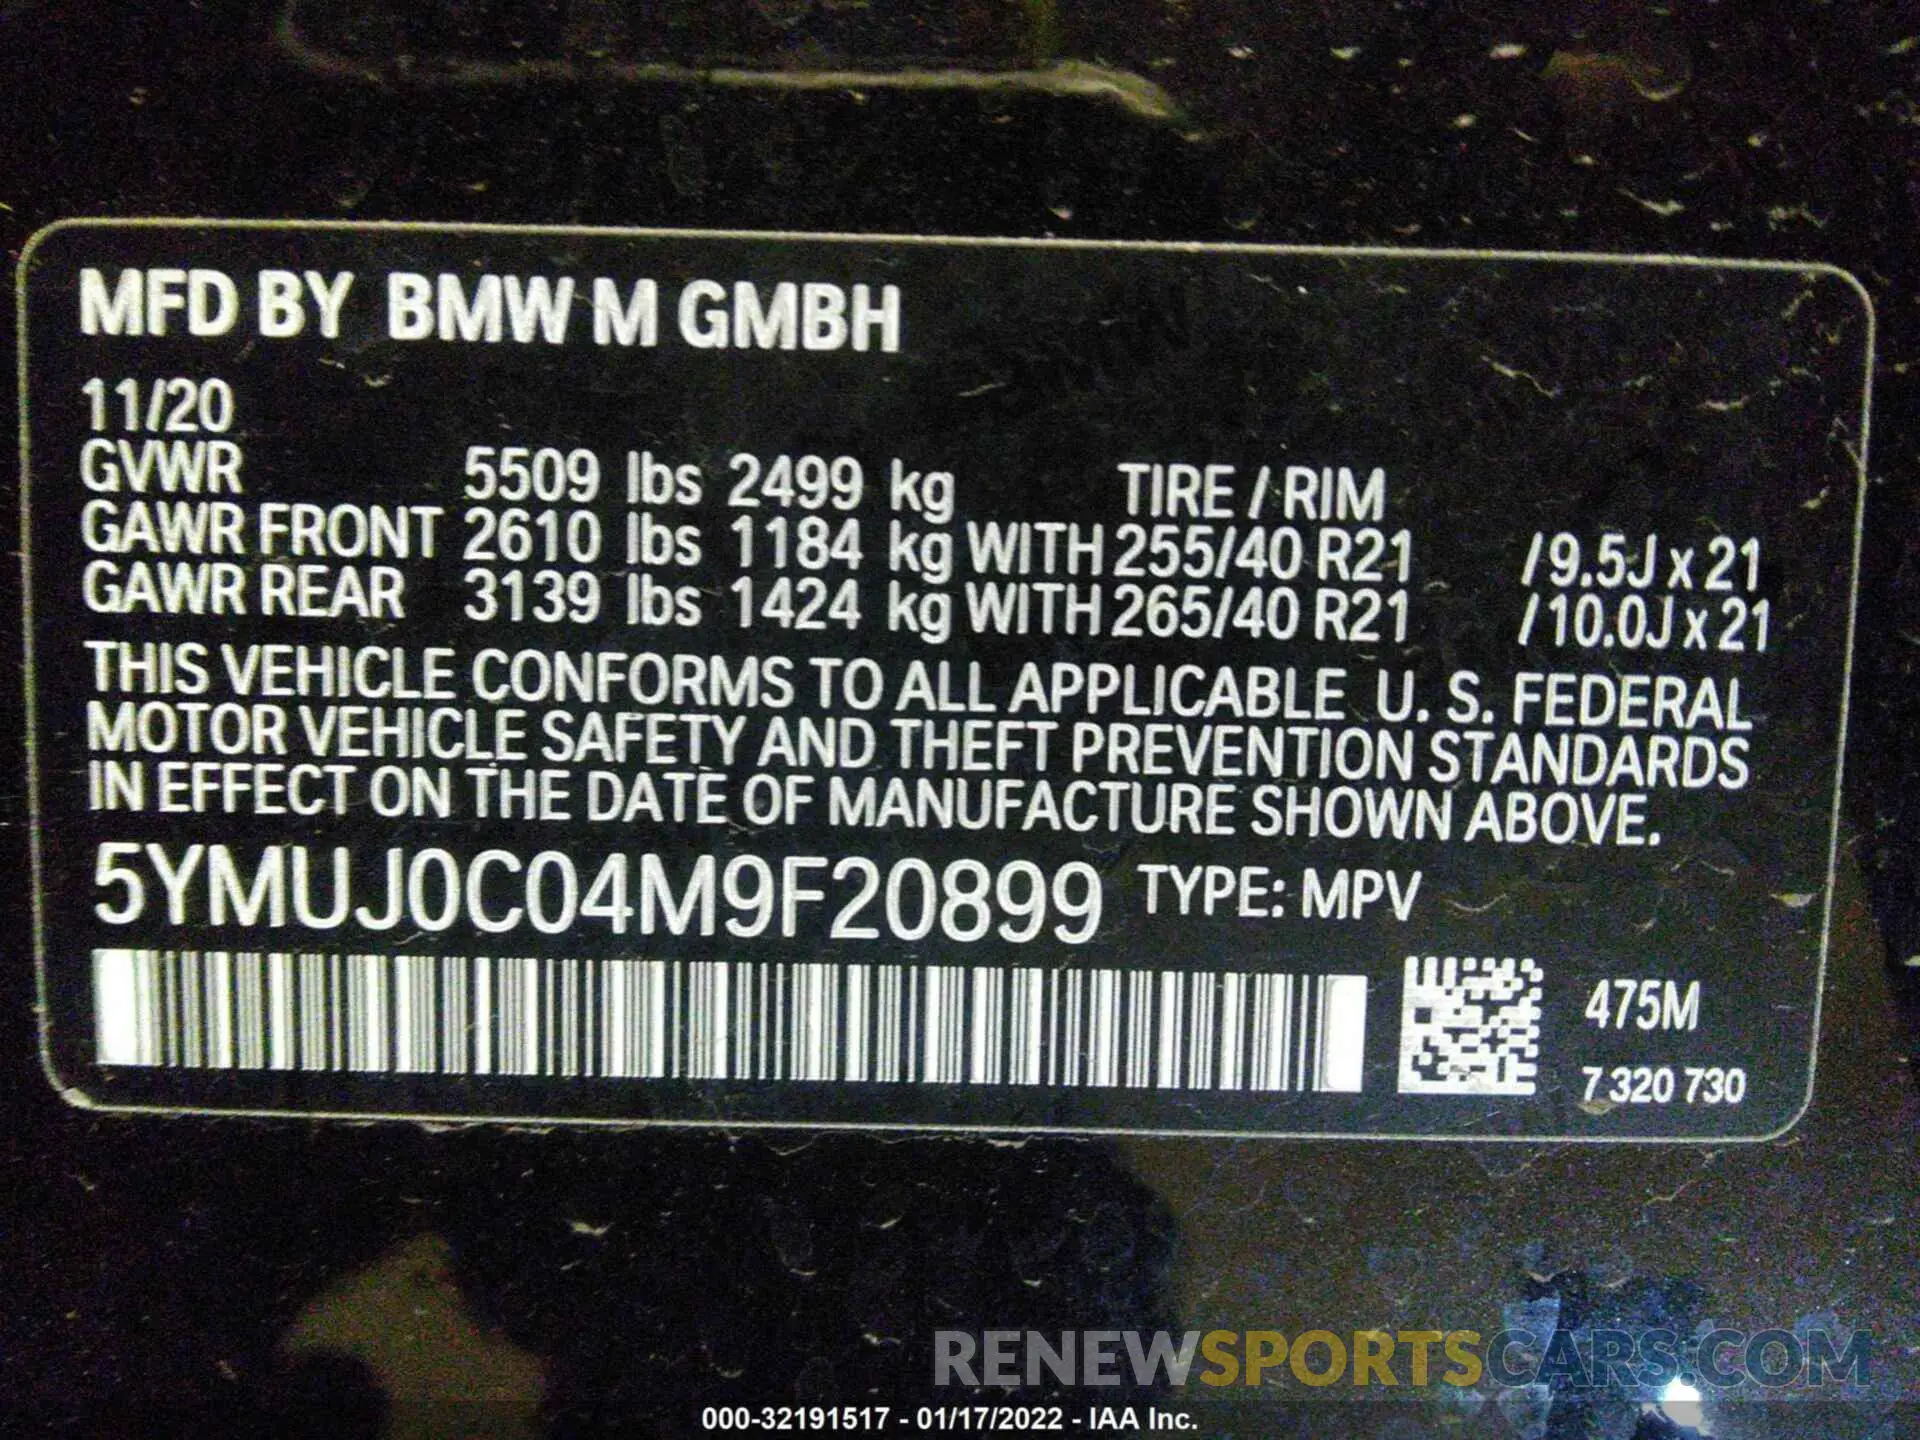 MFD BY BMW M GMBH
11/20
GVWR 5509 lbs 2499 kg TIRE / RIM
GAWR FRONT 2610 lbs 1184 kg WITH 255/40 R21 / 9.5J x 21
GAWR REAR 3139 lbs 1424 kg WITH 265/40 R21 / 10.0J x 21
THIS VEHICLE CONFORMS TO ALL APPLICABLE U. S. FEDERAL
MOTOR VEHICLE SAFETY AND THEFT PREVENTION STANDARDS
IN EFFECT ON THE DATE OF MANUFACTURE SHOWN ABOVE.
5YMUJ0C04M9F20899 TYPE: MPV
475M
7 320 730
RENEWSPORTSCARS.COM
000-32191517 - 01/17/2022 - IAA Inc.